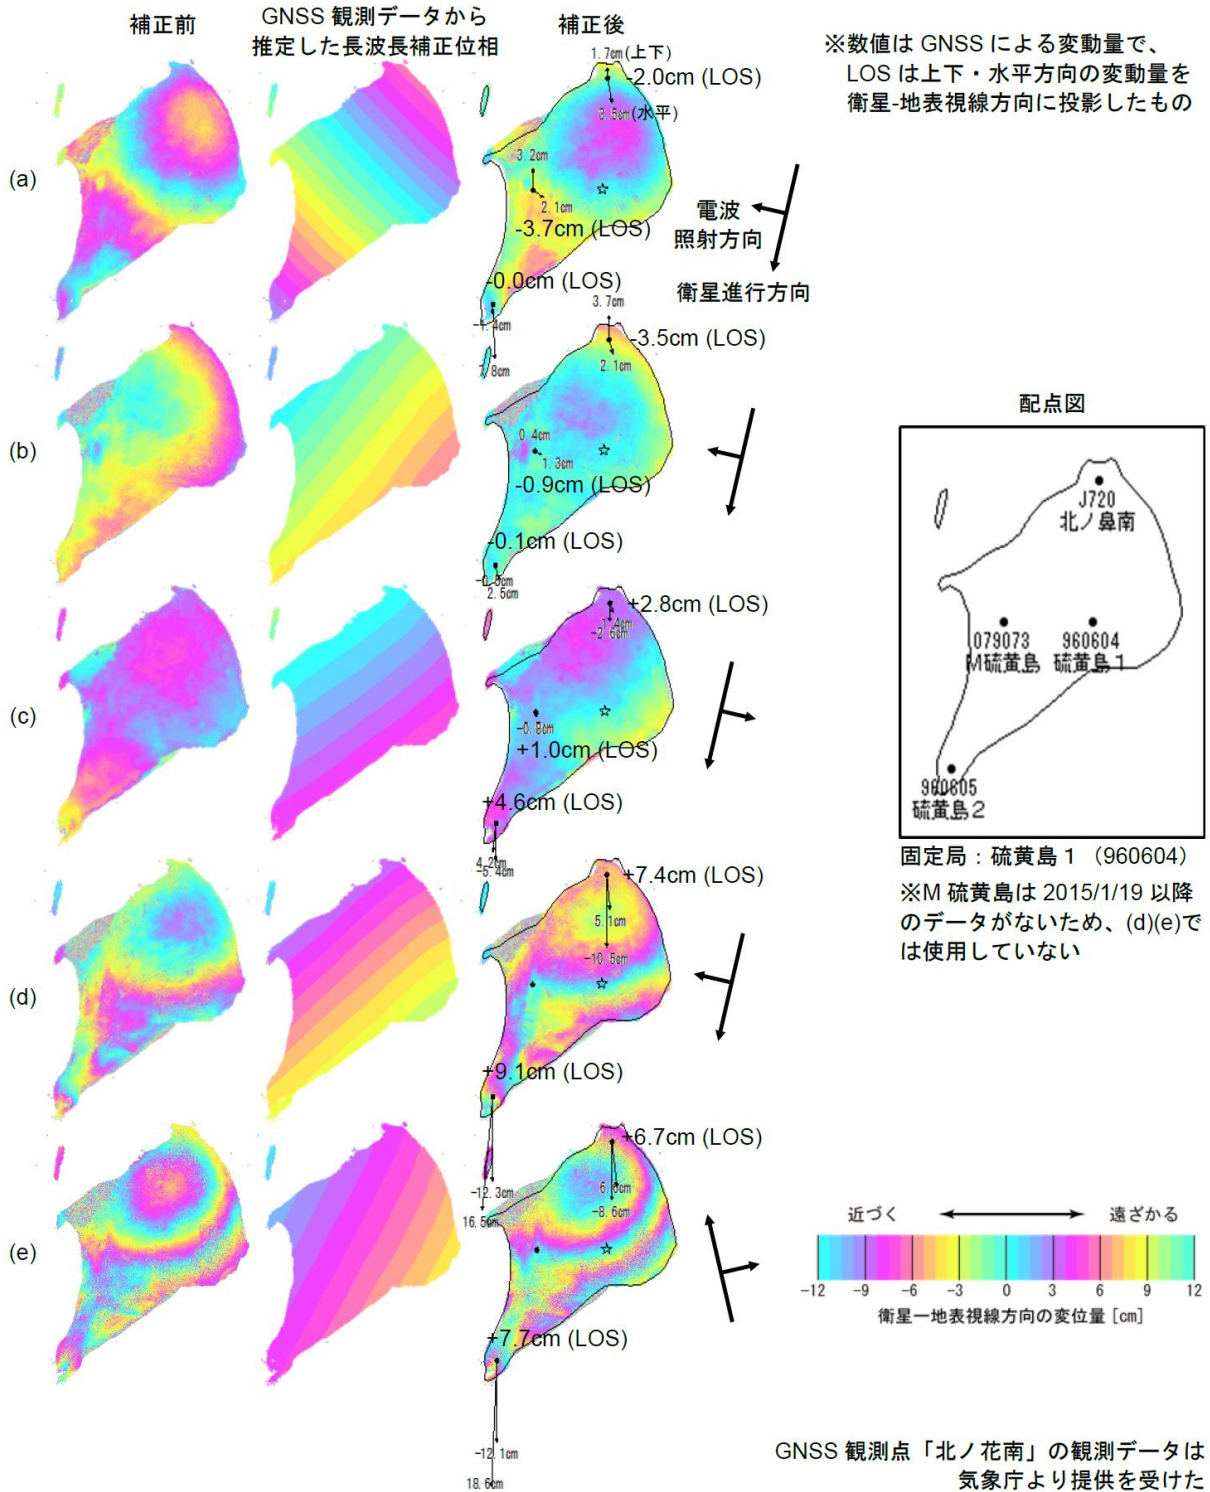 補正前
GNSS 観測データから
推定した長波長補正位相
補正後
※数値は GNSS による変動量で、
LOS は上下・水平方向の変動量を
衛星-地表視線方向に投影したもの
(a)
1.7cm(上下)
-2.0cm (LOS)
3.5cm(水平)
3.2cm
2.1cm
-3.7cm (LOS)
-0.0cm (LOS)
-1.4cm
7.8cm
電波
照射方向
衛星進行方向
(b)
3.7cm
-3.5cm (LOS)
2.1cm
0.4cm
1.3cm
-0.9cm (LOS)
-0.1cm (LOS)
2.5cm
(c)
+2.8cm (LOS)
1.4cm
-2.6cm
-0.8cm
+1.0cm (LOS)
+4.6cm (LOS)
4.2cm
-5.4cm
(d)
+7.4cm (LOS)
5.1cm
-10.5cm
+9.1cm (LOS)
-12.3cm
16.5cm
(e)
+6.7cm (LOS)
-8.6cm
+7.7cm (LOS)
-12.1cm
18.6cm
配点図
J720
北ノ鼻南
079073
M硫黄島
960604
硫黄島１
960605
硫黄島２
固定局：硫黄島１（960604）
※M 硫黄島は 2015/1/19 以降
のデータがないため、(d)(e)で
は使用していない
近づく
遠ざかる
-12 -9 -6 -3 0 3 6 9 12
衛星ー地表視線方向の変位量 [cm]
GNSS 観測点「北ノ花南」の観測データは
気象庁より提供を受けた